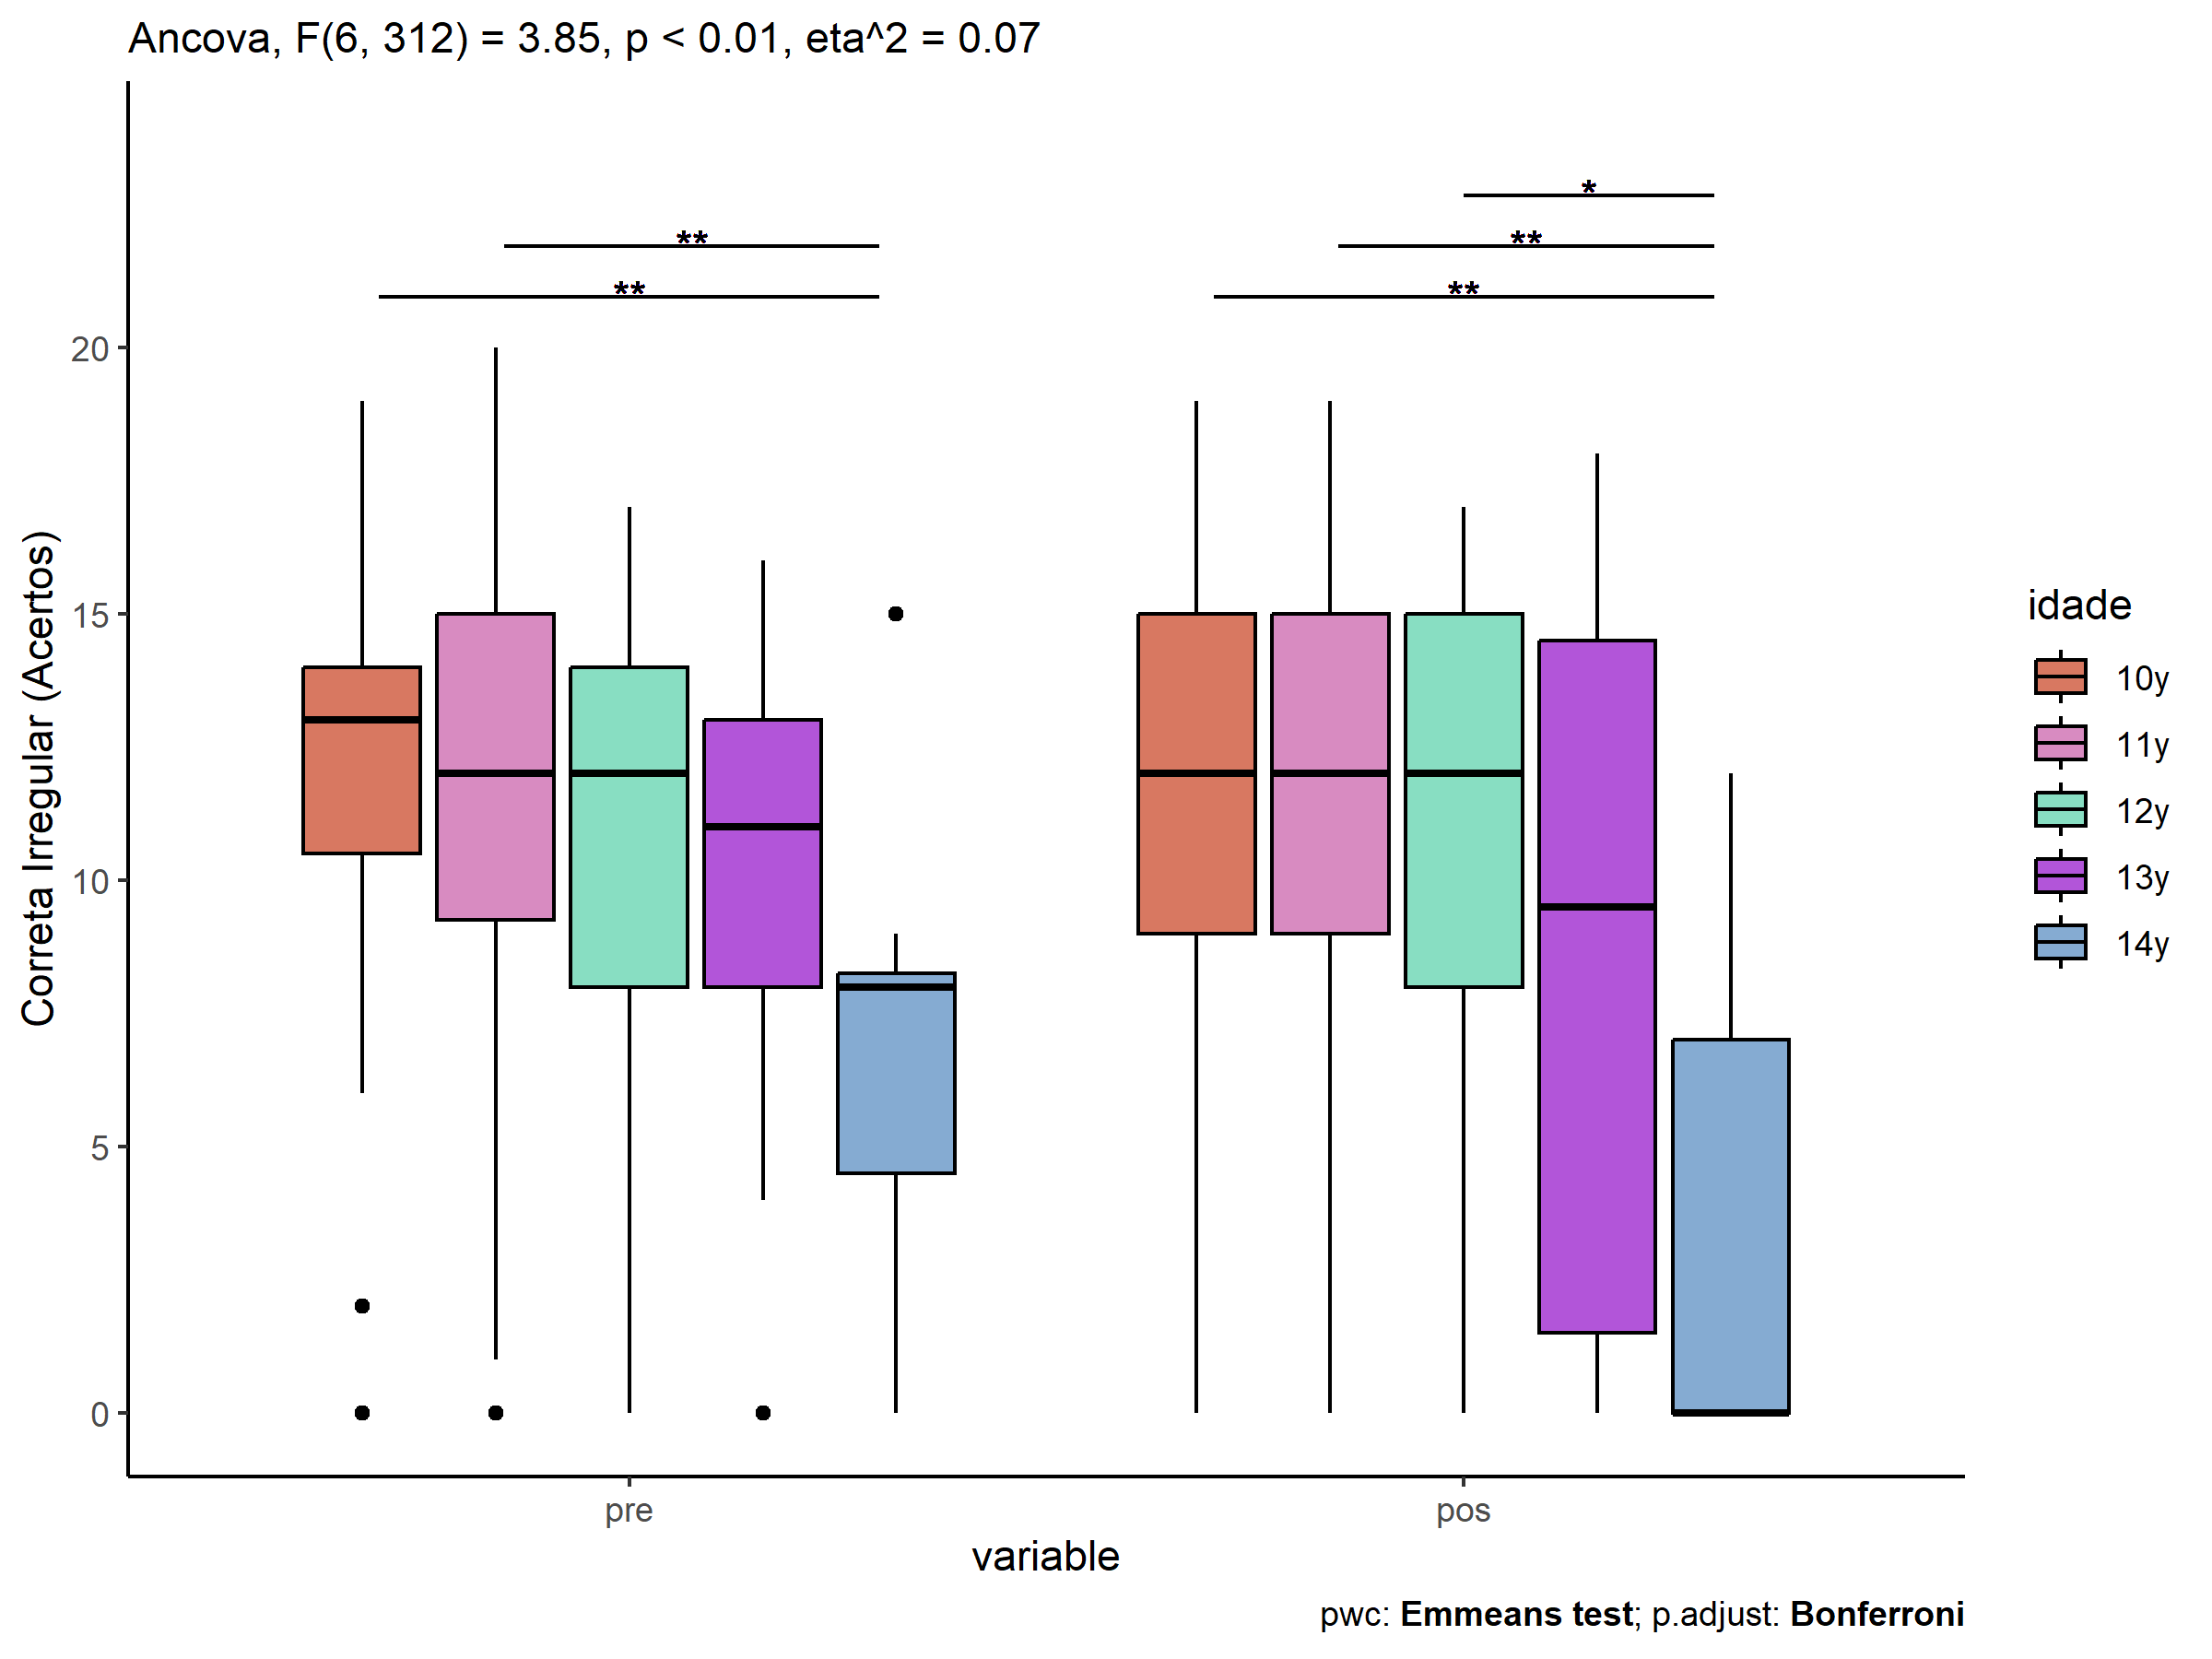 Ancova, F(6, 312) = 3.85, p < 0.01, eta^2 = 0.07
*
**
**
**
**
20
15
10
5
0
Correta Irregular (Acertos)
pre
pos
variable
idade
10y
11y
12y
13y
14y
pwc: Emmeans test; p.adjust: Bonferroni